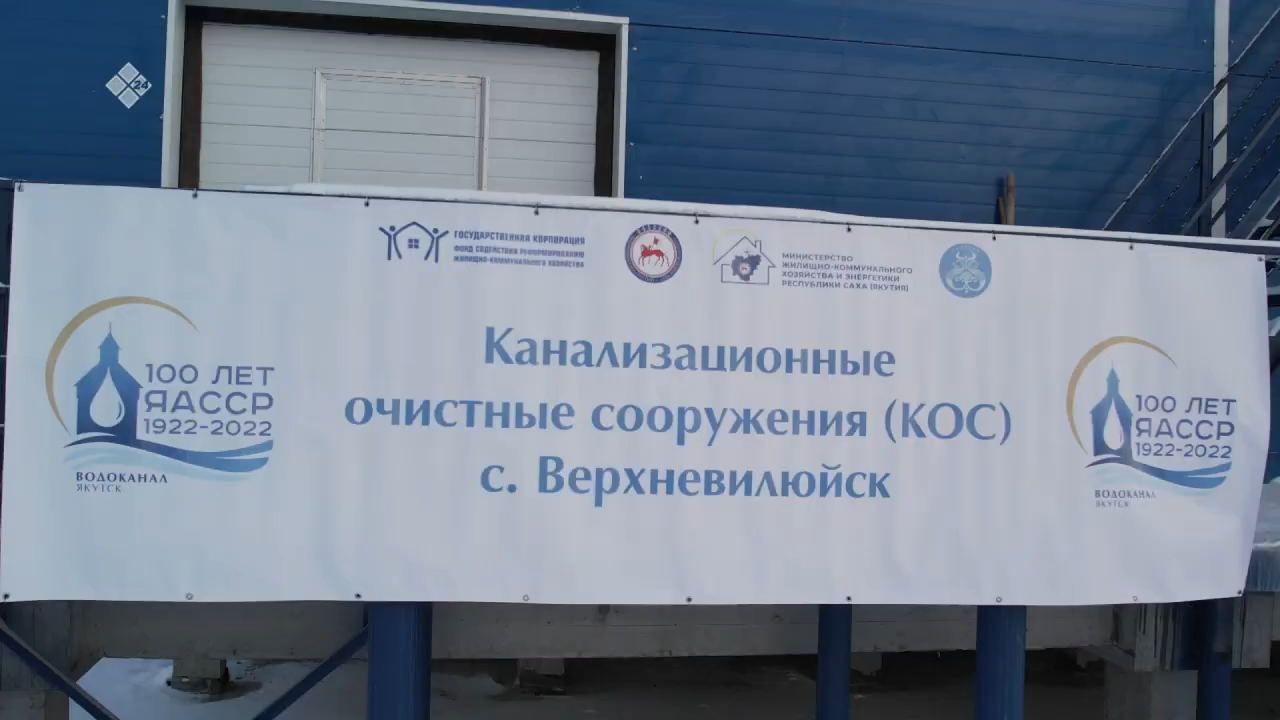 24
ГОСУДАРСТВЕННАЯ КОРПОРАЦИЯ
ФОНД СОДЕЙСТВИЯ РЕФОРМИРОВАНИЮ
ЖИЛИЩНО-КОММУНАЛЬНОГО ХОЗЯЙСТВА
МИНИСТЕРСТВО
ЖИЛИЩНО-КОММУНАЛЬНОГО
ХОЗЯЙСТВА И ЭНЕРГЕТИКИ
РЕСПУБЛИКИ САХА (ЯКУТИЯ)
100 ЛЕТ
ЯАССР
1922-2022
ВОДОКАНАЛ
ЯКУТСК
Канализационные
очистные сооружения (КОС)
с. Верхневилюйск
100 ЛЕТ
ЯАССР
1922-2022
ВОДОКАНАЛ
ЯКУТСК